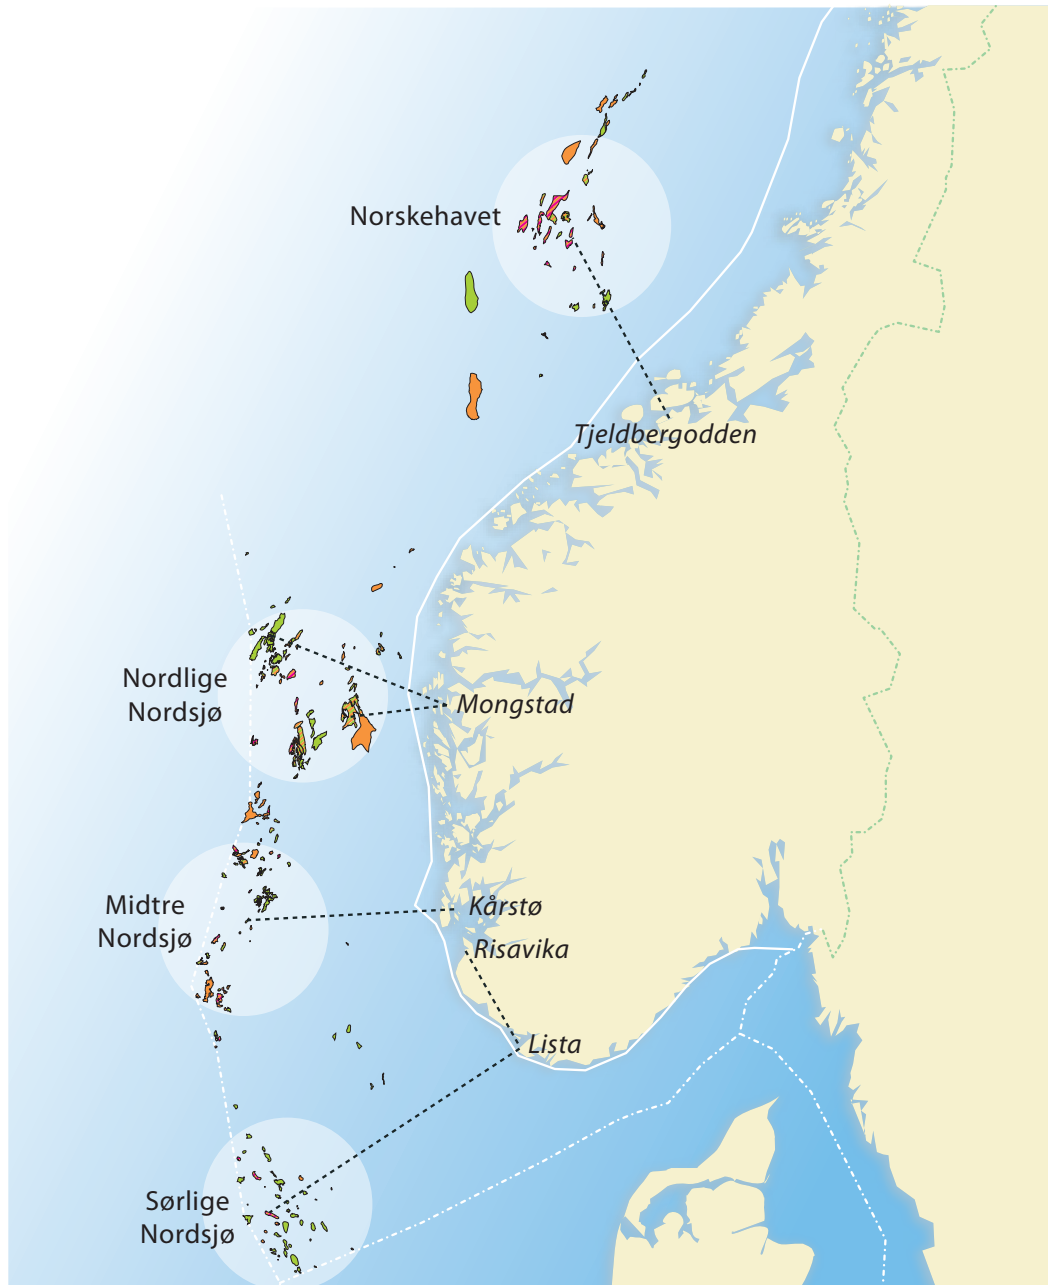 Norskehavet
Tjeldbergodden
Nordlige
Nordsjø
Mongstad
Midtre
Nordsjø
Kårstø
Risavika
Lista
Sørlige
Nordsjø